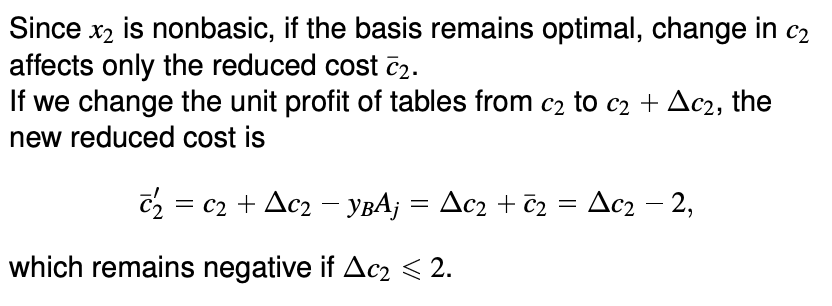 Since x₂ is nonbasic, if the basis remains optimal, change in c₂
affects only the reduced cost c̄₂.
If we change the unit profit of tables from c₂ to c₂ + Δc₂, the
new reduced cost is
c̄′₂ = c₂ + Δc₂ − y_B A_j = Δc₂ + c̄₂ = Δc₂ − 2,
which remains negative if Δc₂ ⩽ 2.